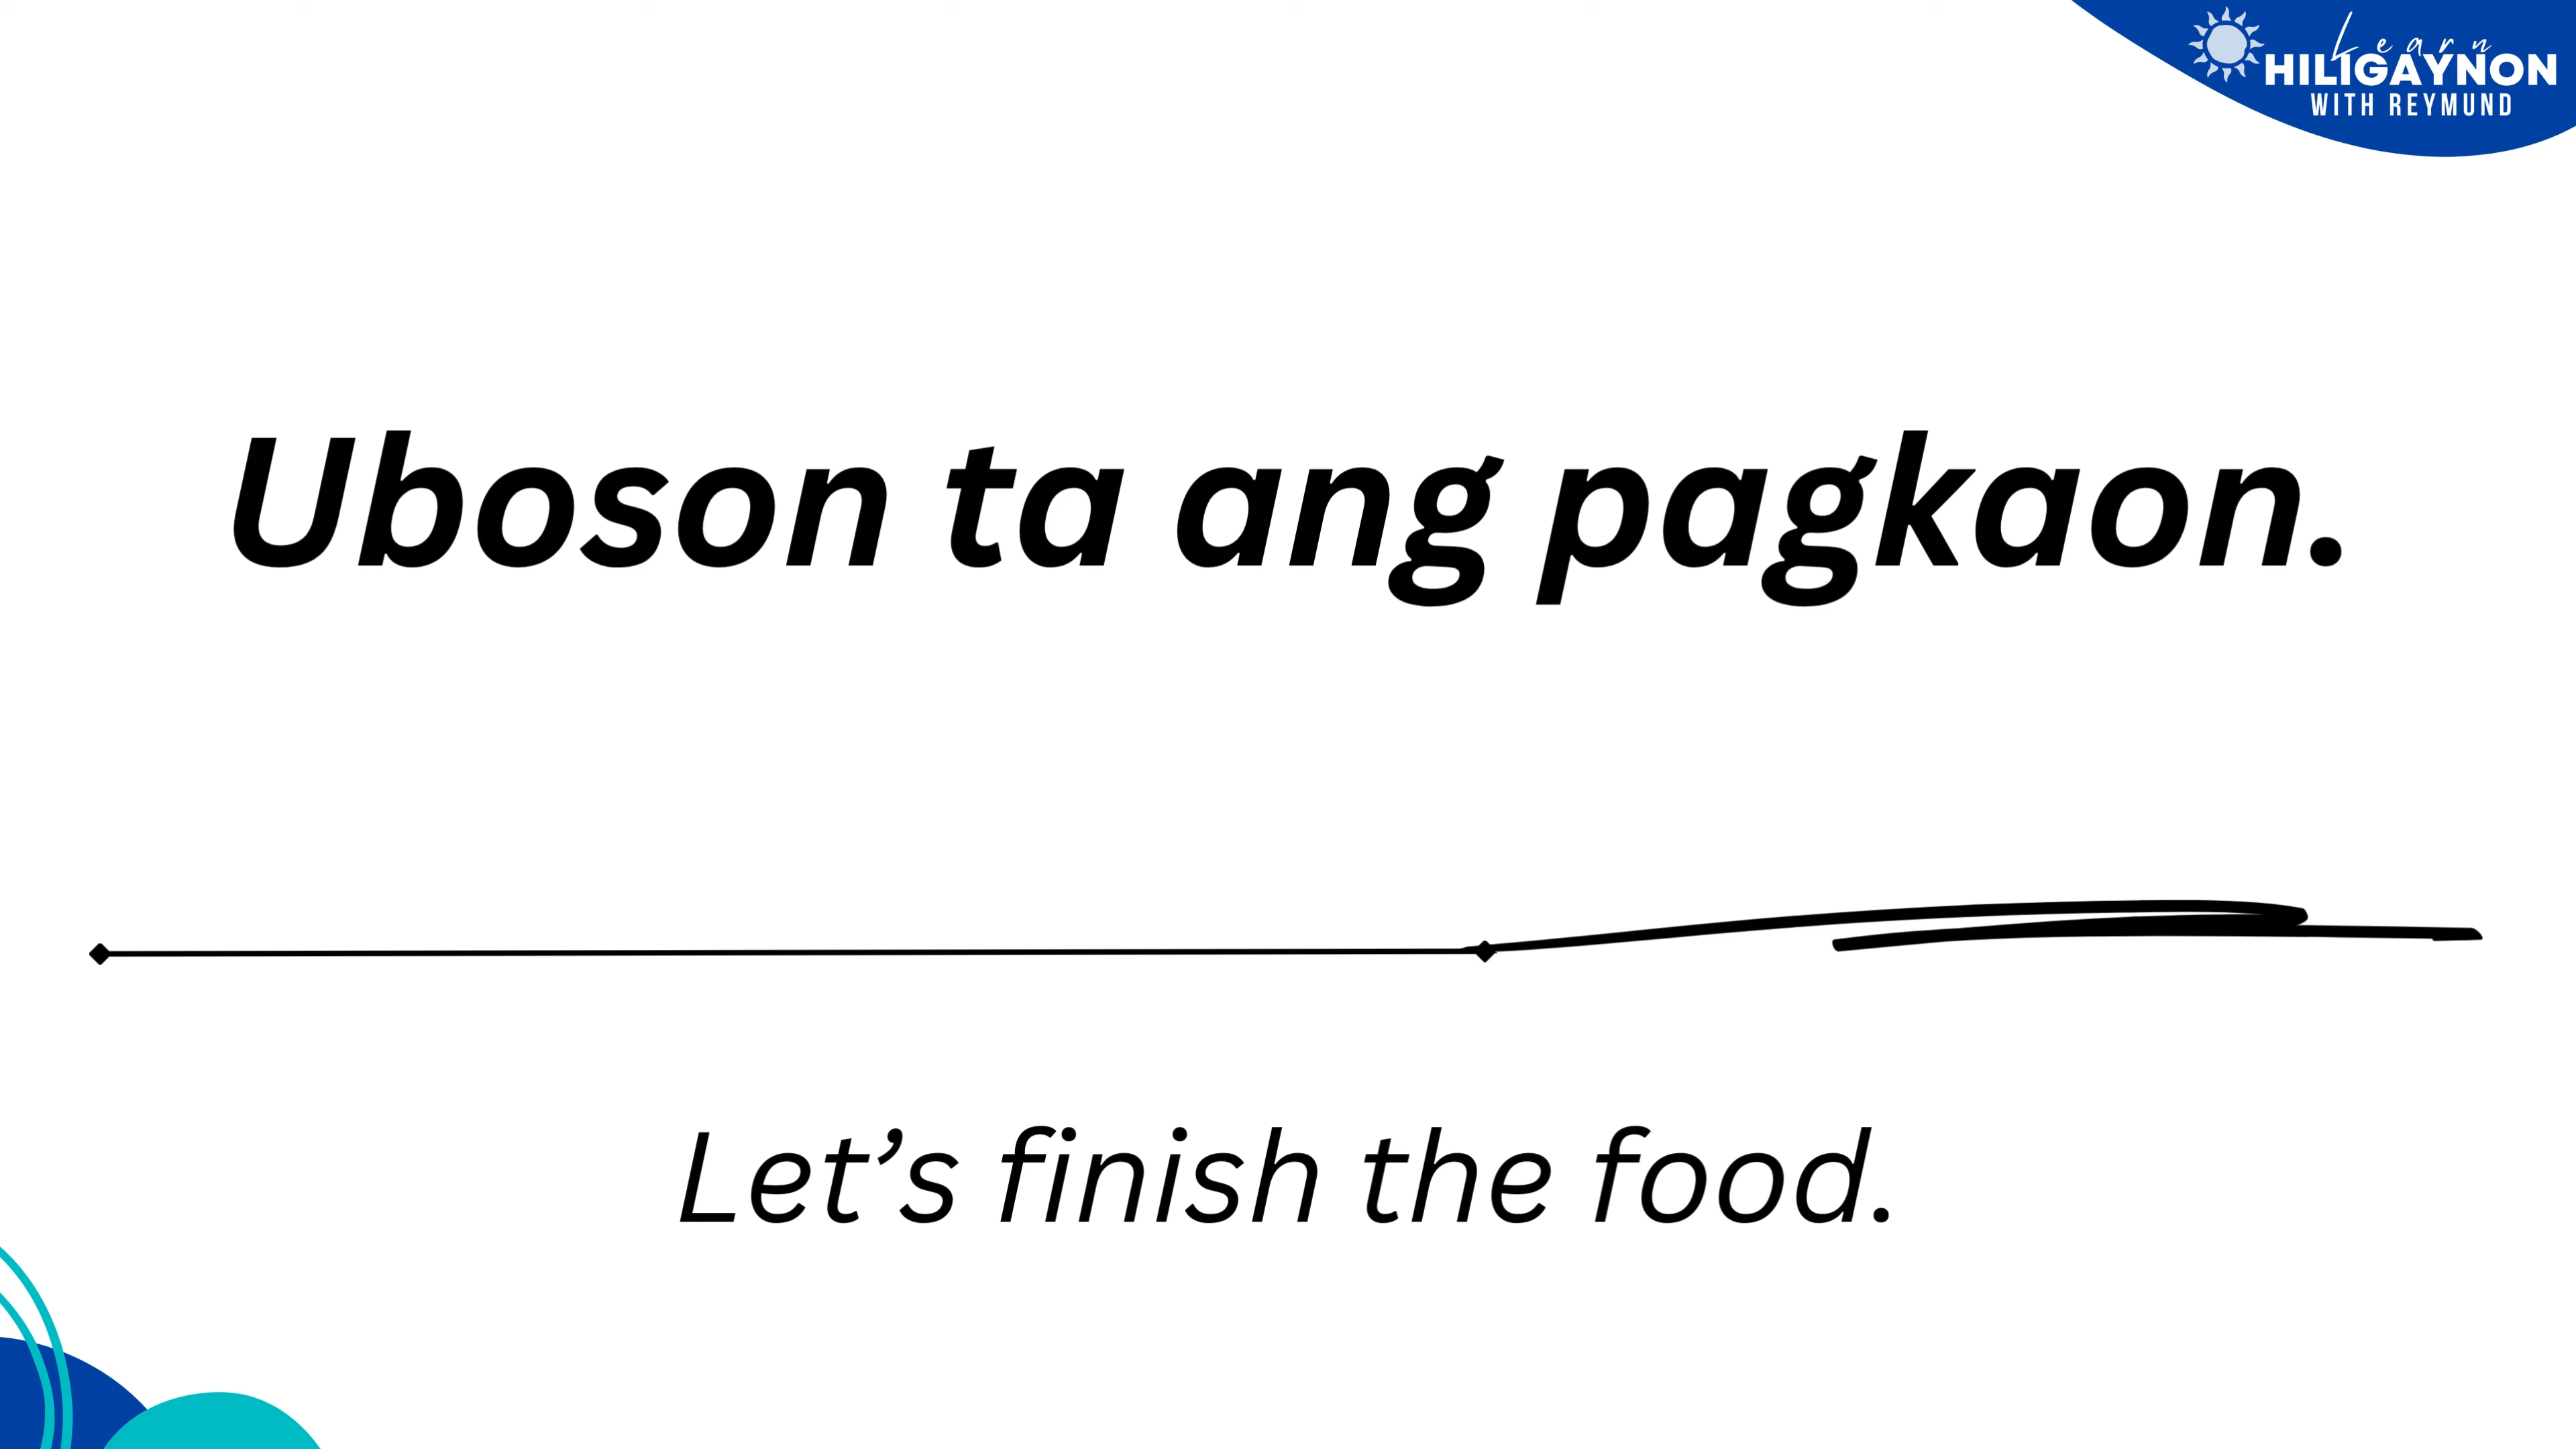 Learn
HILIGAYNON
WITH REYMUND
Uboson ta ang pagkaon.
Let’s finish the food.